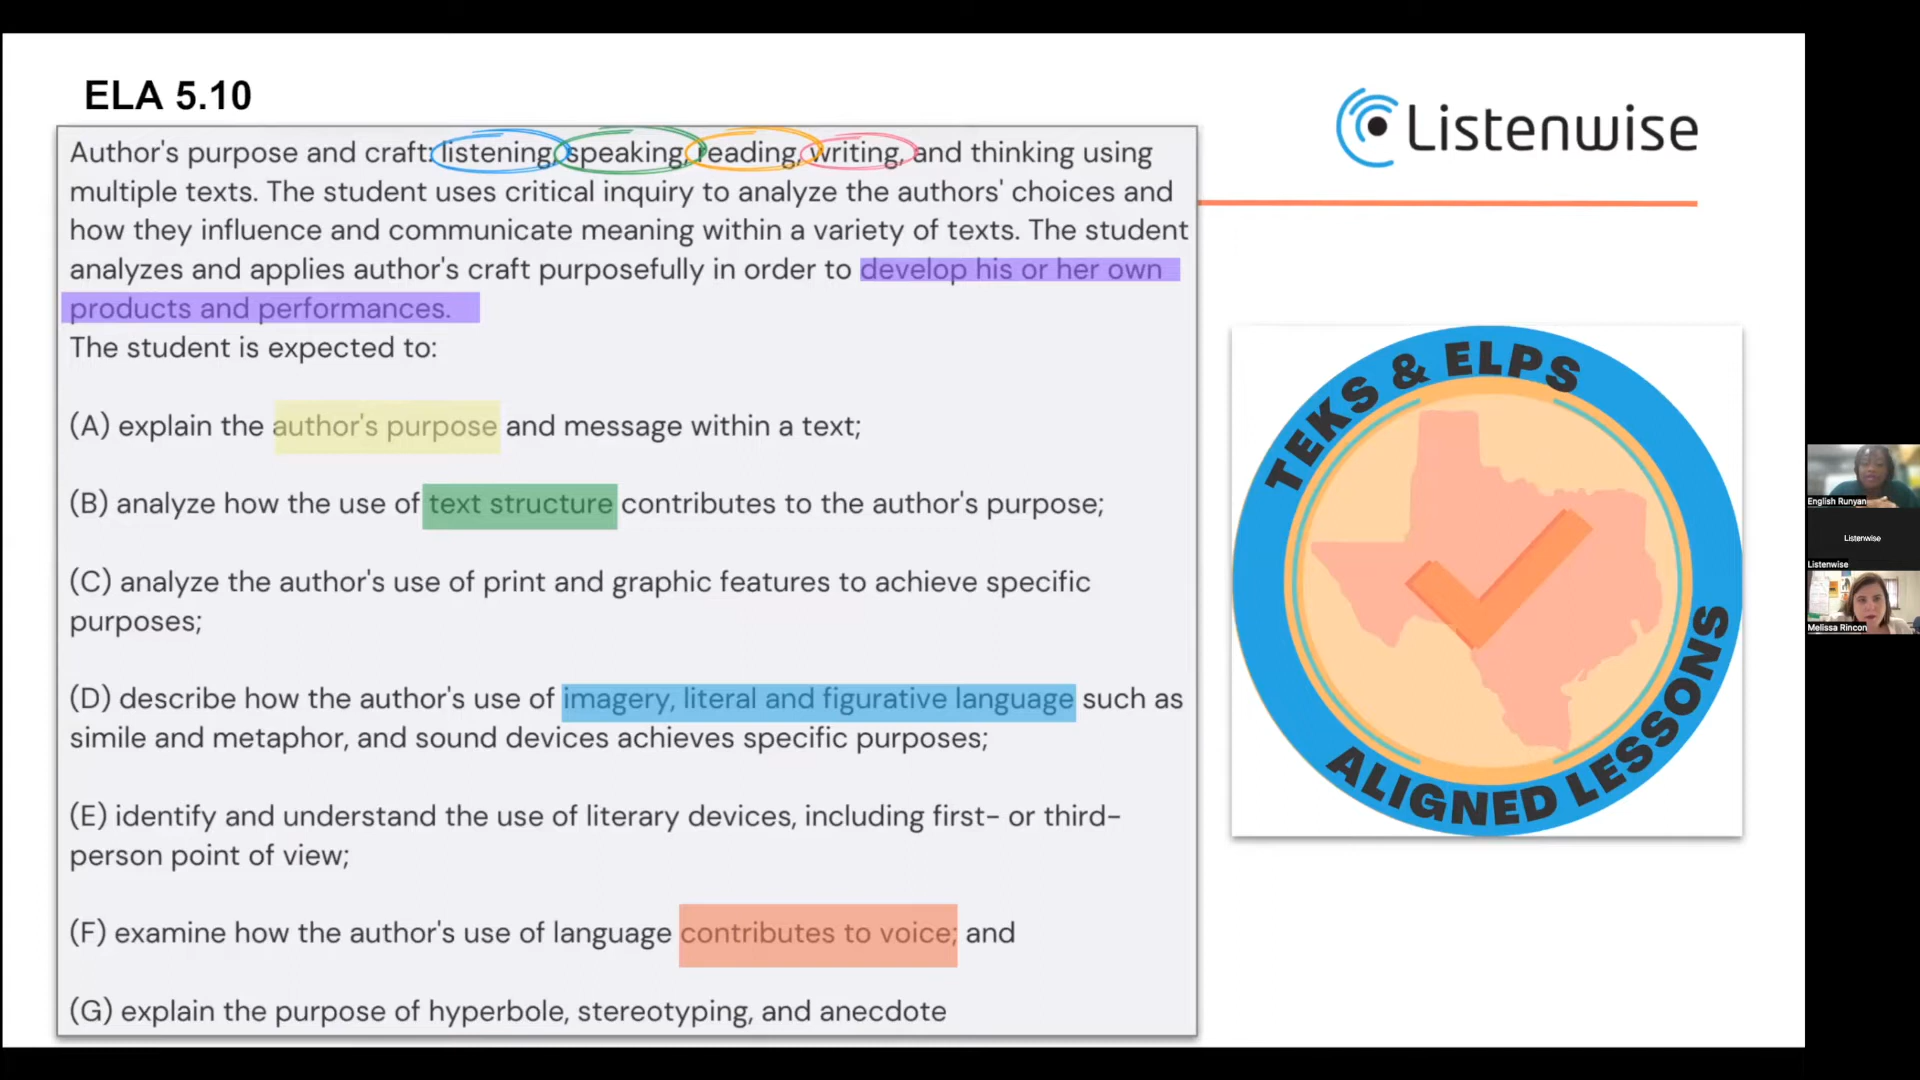 ELA 5.10
Listenwise
Author's purpose and craft: listening, speaking, reading, writing, and thinking using
multiple texts. The student uses critical inquiry to analyze the authors' choices and
how they influence and communicate meaning within a variety of texts. The student
analyzes and applies author's craft purposefully in order to develop his or her own
products and performances.
The student is expected to:
(A) explain the author's purpose and message within a text;
(B) analyze how the use of text structure contributes to the author's purpose;
(C) analyze the author's use of print and graphic features to achieve specific
purposes;
(D) describe how the author's use of imagery, literal and figurative language such as
simile and metaphor, and sound devices achieves specific purposes;
(E) identify and understand the use of literary devices, including first- or third-
person point of view;
(F) examine how the author's use of language contributes to voice; and
(G) explain the purpose of hyperbole, stereotyping, and anecdote
TEKS & ELPS
ALIGNED LESSONS
English Runyan
Listenwise
Listenwise
Melissa Rincon